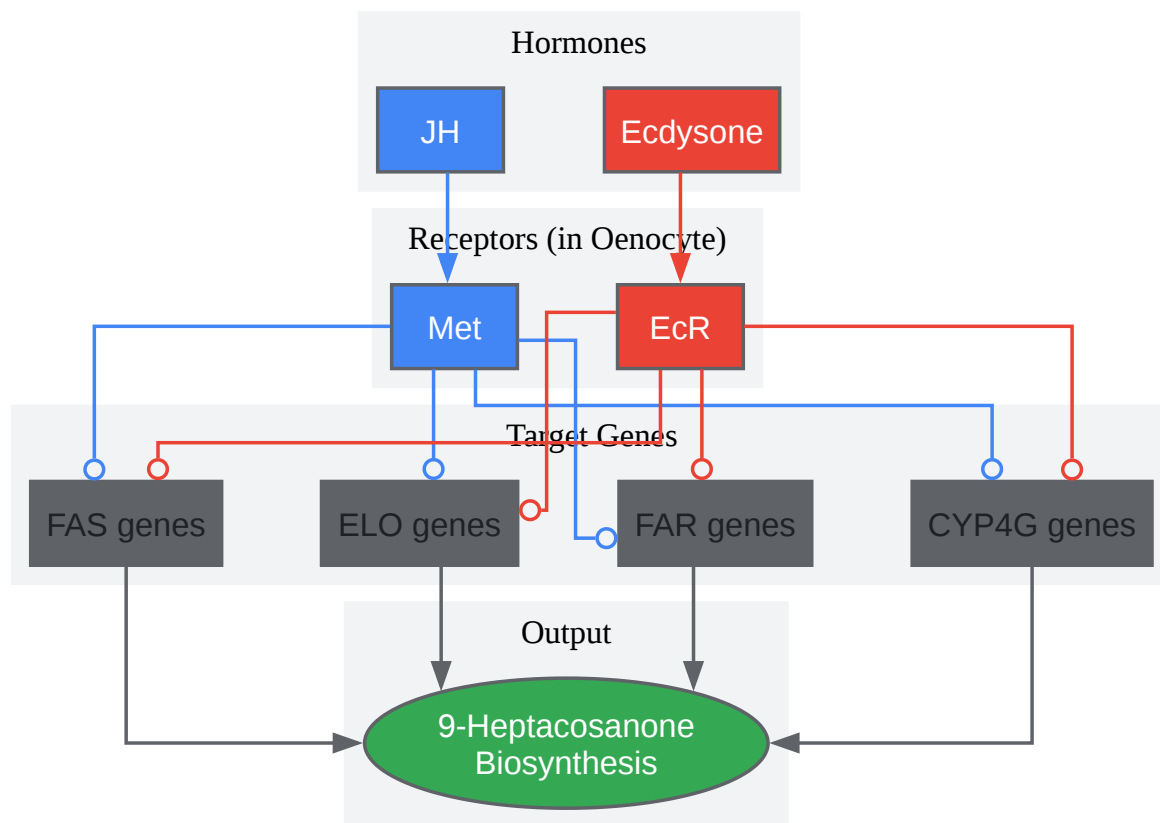 Hormones
JH
Ecdysone
Receptors (in Oenocyte)
Met
EcR
Target Genes
FAS genes
ELO genes
FAR genes
CYP4G genes
Output
9-Heptacosanone
Biosynthesis